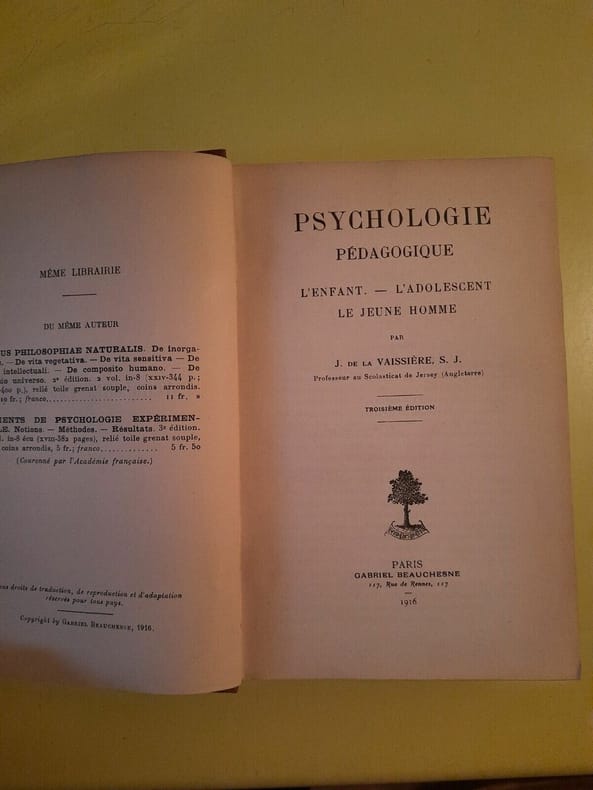 MÊME LIBRAIRIE
DU MÊME AUTEUR
US PHILOSOPHIAE NATURALIS. De inorga-
— De vita vegetativa. — De vita sensitiva — De
intellectuali. — De composito humano. — De
universo. 2ᵉ édition. 2 vol. in-8 (XXIV-344 p.;
400 p.), relié toile grenat souple, coins arrondis.
10 fr.; franco............ 11 fr. »
ENTS DE PSYCHOLOGIE EXPÉRIMEN-
LE. Notions. — Méthodes. — Résultats. 3ᵉ édition.
l. in-8 écu (XVIII-382 pages), relié toile grenat souple,
coins arrondis, 5 fr.; franco............ 5 fr. 50
(Couronné par l'Académie française.)
ous droits de traduction, de reproduction et d'adaptation
réservés pour tous pays.
Copyright by GABRIEL BEAUCHESNE, 1916.
PSYCHOLOGIE
PÉDAGOGIQUE
L'ENFANT. — L'ADOLESCENT
LE JEUNE HOMME
PAR
J. DE LA VAISSIÈRE, S. J.
Professeur au Scolasticat de Jersey (Angleterre)
TROISIÈME ÉDITION
PARIS
GABRIEL BEAUCHESNE
117, Rue de Rennes, 117
1916